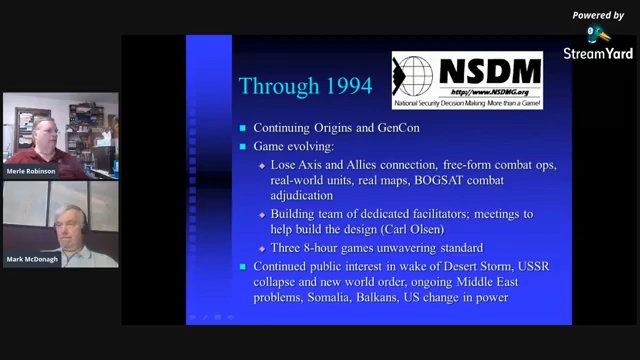 Powered by
StreamYard
Through 1994
NSDM
http://www.NSDMG.org
National Security Decision Making More than a Game!
Continuing Origins and GenCon
Game evolving:
Lose Axis and Allies connection, free-form combat ops,
real-world units, real maps, BOGSAT combat
adjudication
Building team of dedicated facilitators; meetings to
help build the design (Carl Olsen)
Three 8-hour games unwavering standard
Continued public interest in wake of Desert Storm, USSR
collapse and new world order, ongoing Middle East
problems, Somalia, Balkans, US change in power
Merle Robinson
Mark McDonagh